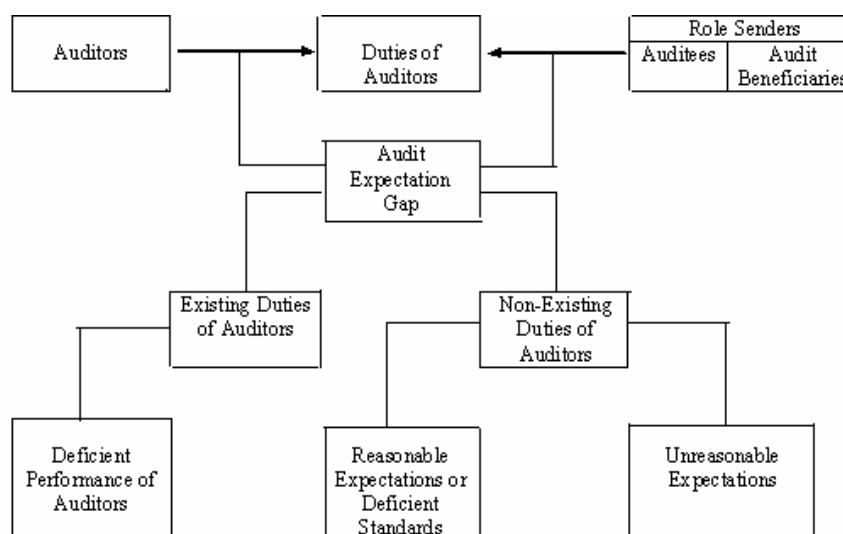 Auditors
Duties of
Auditors
Role Senders
Auditees
Audit
Beneficiaries
Audit
Expectation
Gap
Existing Duties
of Auditors
Non-Existing
Duties of
Auditors
Deficient
Performance of
Auditors
Reasonable
Expectations or
Deficient
Standards
Unreasonable
Expectations